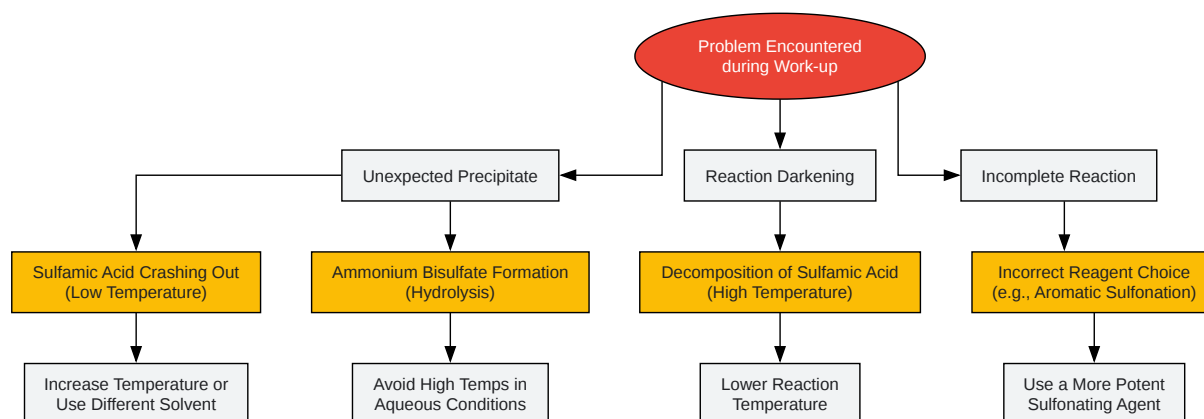 Problem Encountered
during Work-up
Unexpected Precipitate
Reaction Darkening
Incomplete Reaction
Sulfamic Acid Crashing Out
(Low Temperature)
Ammonium Bisulfate Formation
(Hydrolysis)
Decomposition of Sulfamic Acid
(High Temperature)
Incorrect Reagent Choice
(e.g., Aromatic Sulfonation)
Increase Temperature or
Use Different Solvent
Avoid High Temps in
Aqueous Conditions
Lower Reaction
Temperature
Use a More Potent
Sulfonating Agent